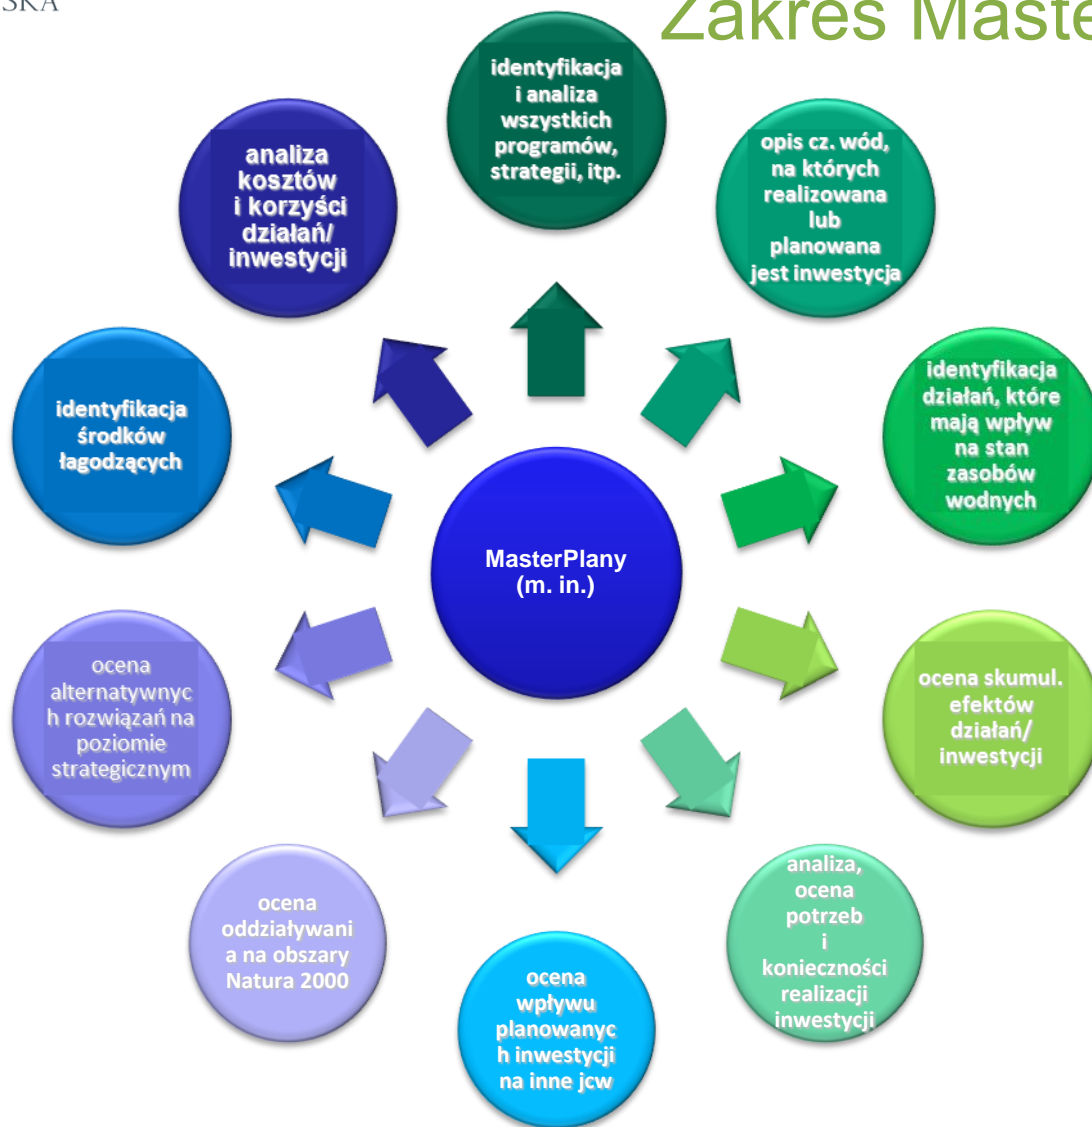 SKA
Zakres Maste
identyfikacja
i analiza
wszystkich
programów,
strategii, itp.
opis cz. wód,
na których
realizowana
lub
planowana
jest inwestycja
identyfikacja
działań, które
mają wpływ
na stan
zasobów
wodnych
ocena skumul.
efektów
działań/
inwestycji
analiza,
ocena
potrzeb
i
konieczności
realizacji
inwestycji
ocena
wpływu
planowanyc
h inwestycji
na inne jcw
ocena
oddziaływani
a na obszary
Natura 2000
ocena
alternatywnyc
h rozwiązań na
poziomie
strategicznym
identyfikacja
środków
łagodzących
analiza
kosztów
i korzyści
działań/
inwestycji
MasterPlany
(m. in.)